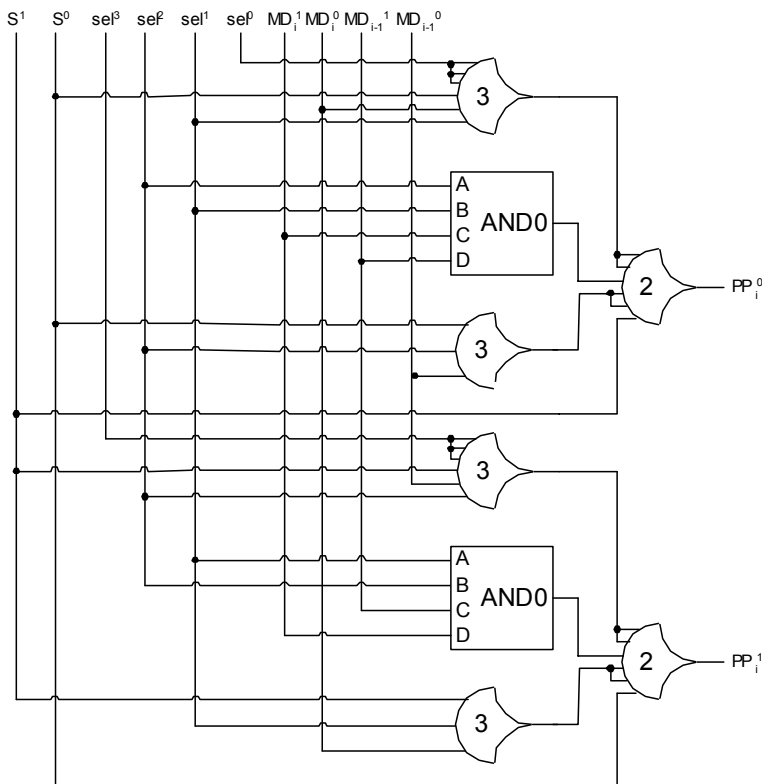 S¹ S⁰ sel³ sel² sel¹ sel⁰ MDᵢ¹ MDᵢ⁰ MDᵢ₋₁¹ MDᵢ₋₁⁰
3
A
B
C
D
AND0
2
PPᵢ⁰
3
3
A
B
C
D
AND0
2
PPᵢ¹
3